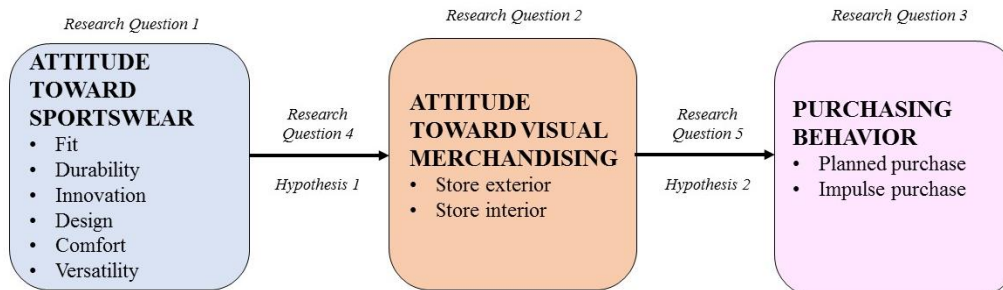 Research Question 1
ATTITUDE
TOWARD
SPORTSWEAR
• Fit
• Durability
• Innovation
• Design
• Comfort
• Versatility
Research
Question 4
Hypothesis 1
Research Question 2
ATTITUDE
TOWARD VISUAL
MERCHANDISING
• Store exterior
• Store interior
Research
Question 5
Hypothesis 2
Research Question 3
PURCHASING
BEHAVIOR
• Planned purchase
• Impulse purchase